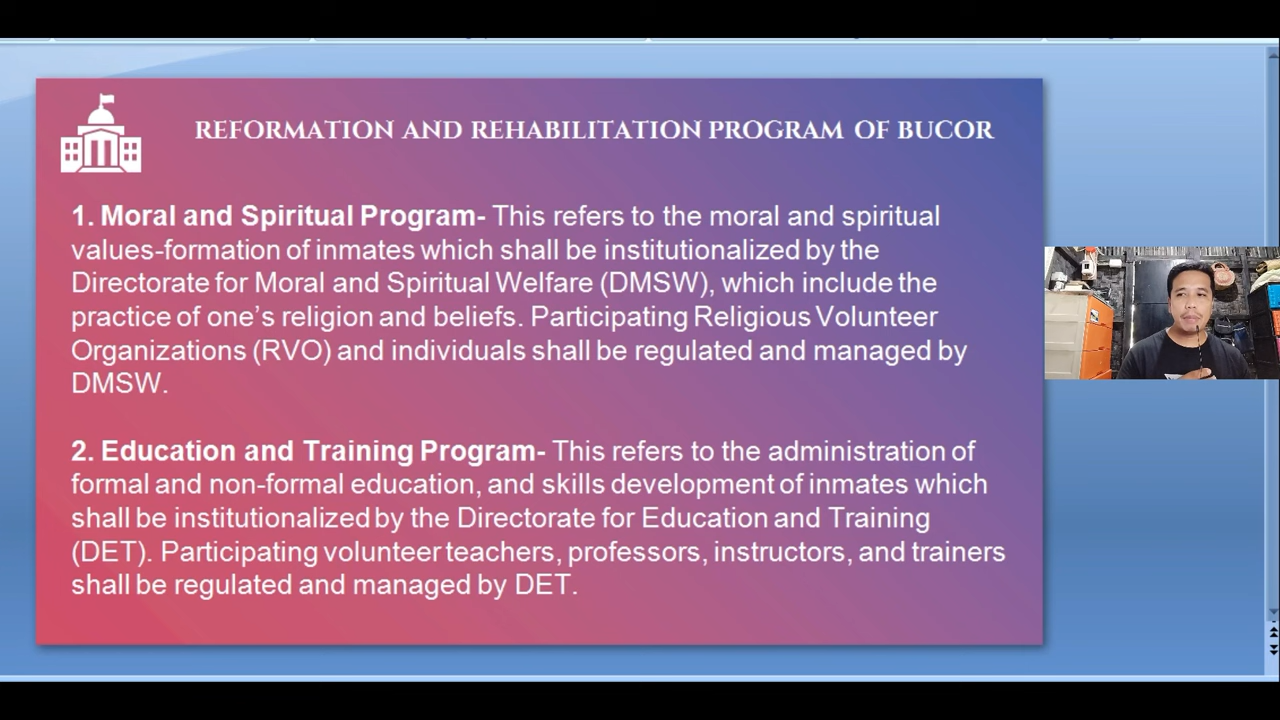 REFORMATION AND REHABILITATION PROGRAM OF BUCOR
1. Moral and Spiritual Program- This refers to the moral and spiritual
values-formation of inmates which shall be institutionalized by the
Directorate for Moral and Spiritual Welfare (DMSW), which include the
practice of one’s religion and beliefs. Participating Religious Volunteer
Organizations (RVO) and individuals shall be regulated and managed by
DMSW.
2. Education and Training Program- This refers to the administration of
formal and non-formal education, and skills development of inmates which
shall be institutionalized by the Directorate for Education and Training
(DET). Participating volunteer teachers, professors, instructors, and trainers
shall be regulated and managed by DET.